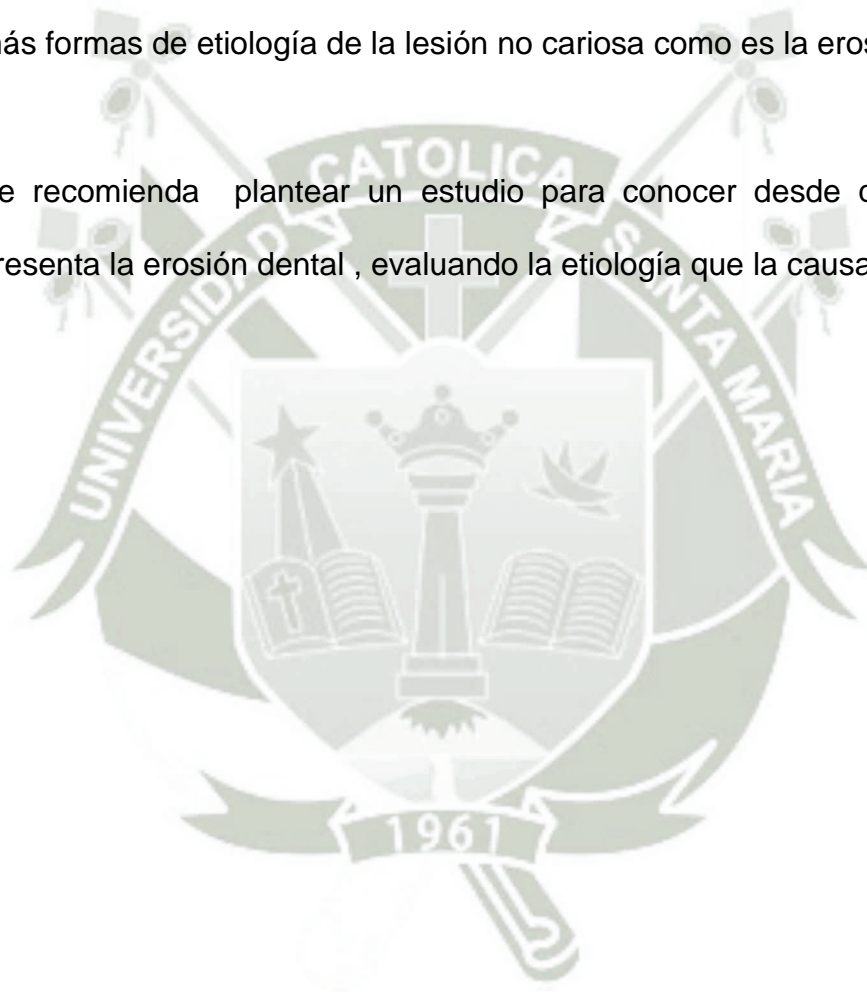 ás formas de etiología de la lesión no cariosa como es la eros
e recomienda plantear un estudio para conocer desde
resenta la erosión dental , evaluando la etiología que la causa
UNIVERSIDAD CATOLICA SANTA MARIA
1961